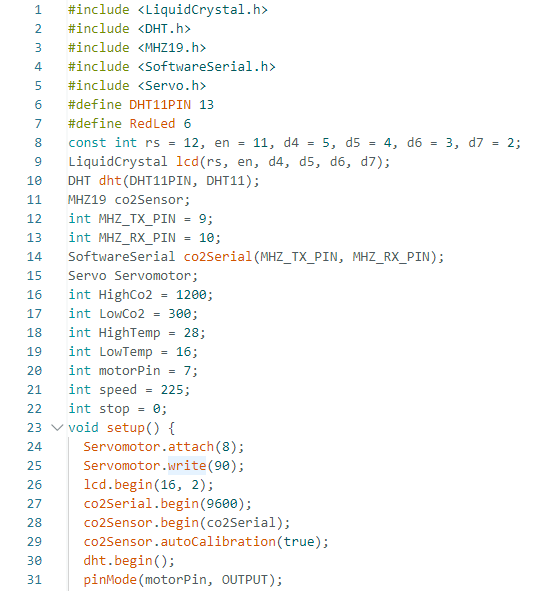 1 #include <LiquidCrystal.h>
2 #include <DHT.h>
3 #include <MHZ19.h>
4 #include <SoftwareSerial.h>
5 #include <Servo.h>
6 #define DHT11PIN 13
7 #define RedLed 6
8 const int rs = 12, en = 11, d4 = 5, d5 = 4, d6 = 3, d7 = 2;
9 LiquidCrystal lcd(rs, en, d4, d5, d6, d7);
10 DHT dht(DHT11PIN, DHT11);
11 MHZ19 co2Sensor;
12 int MHZ_TX_PIN = 9;
13 int MHZ_RX_PIN = 10;
14 SoftwareSerial co2Serial(MHZ_TX_PIN, MHZ_RX_PIN);
15 Servo Servomotor;
16 int HighCo2 = 1200;
17 int LowCo2 = 300;
18 int HighTemp = 28;
19 int LowTemp = 16;
20 int motorPin = 7;
21 int speed = 225;
22 int stop = 0;
23 void setup() {
24   Servomotor.attach(8);
25   Servomotor.write(90);
26   lcd.begin(16, 2);
27   co2Serial.begin(9600);
28   co2Sensor.begin(co2Serial);
29   co2Sensor.autoCalibration(true);
30   dht.begin();
31   pinMode(motorPin, OUTPUT);